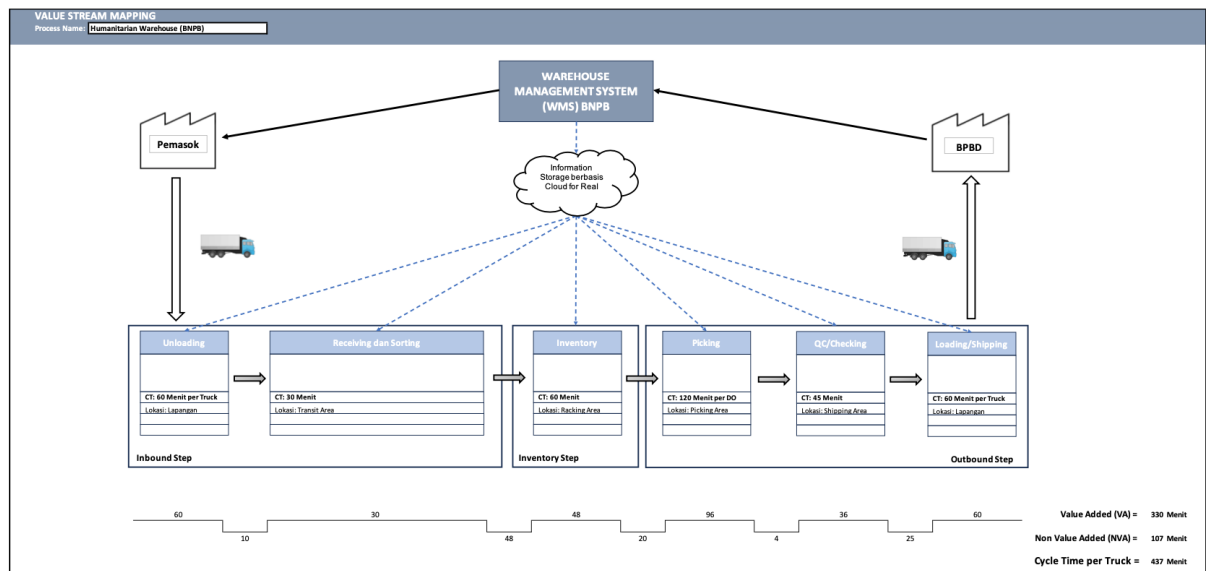 VALUE STREAM MAPPING
Process Name: Humanitarian Warehouse (BNPB)
WAREHOUSE
MANAGEMENT SYSTEM
(WMS) BNPB
Pemasok
BPBD
Information
Storage berbasis
Cloud for Real
Unloading
CT: 60 Menit per Truck
Lokasi: Lapangan
Receiving dan Sorting
CT: 30 Menit
Lokasi: Transit Area
Inventory
CT: 60 Menit
Lokasi: Racking Area
Picking
CT: 120 Menit per DO
Lokasi: Picking Area
QC/Checking
CT: 45 Menit
Lokasi: Shipping Area
Loading/Shipping
CT: 60 Menit per Truck
Lokasi: Lapangan
Inbound Step
Inventory Step
Outbound Step
60
10
30
48
48
20
96
4
36
25
60
Value Added (VA) = 330 Menit
Non Value Added (NVA) = 107 Menit
Cycle Time per Truck = 437 Menit